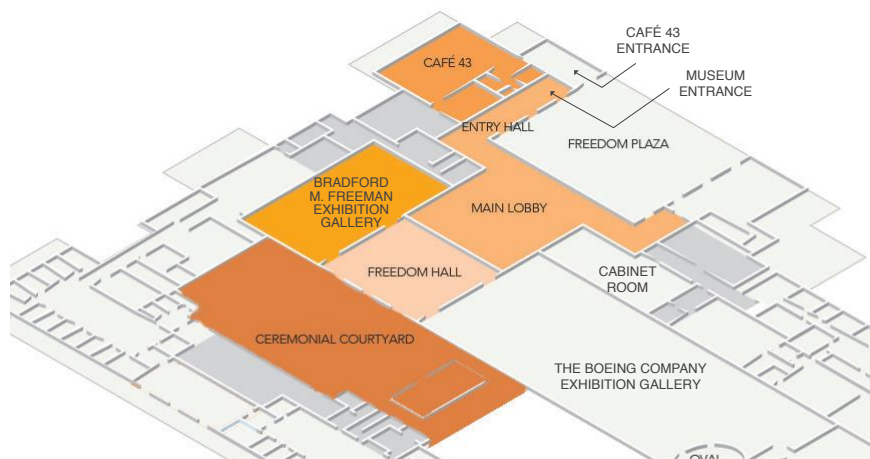 CAFÉ 43
ENTRANCE
CAFÉ 43
MUSEUM
ENTRANCE
ENTRY HALL
FREEDOM PLAZA
BRADFORD
M. FREEMAN
EXHIBITION
GALLERY
MAIN LOBBY
FREEDOM HALL
CABINET
ROOM
CEREMONIAL COURTYARD
THE BOEING COMPANY
EXHIBITION GALLERY
OVAL